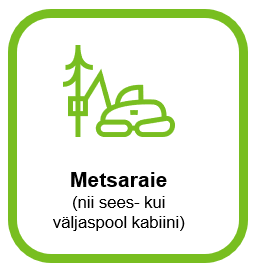 Metsaraie
(nii sees- kui
väljaspool kabiini)